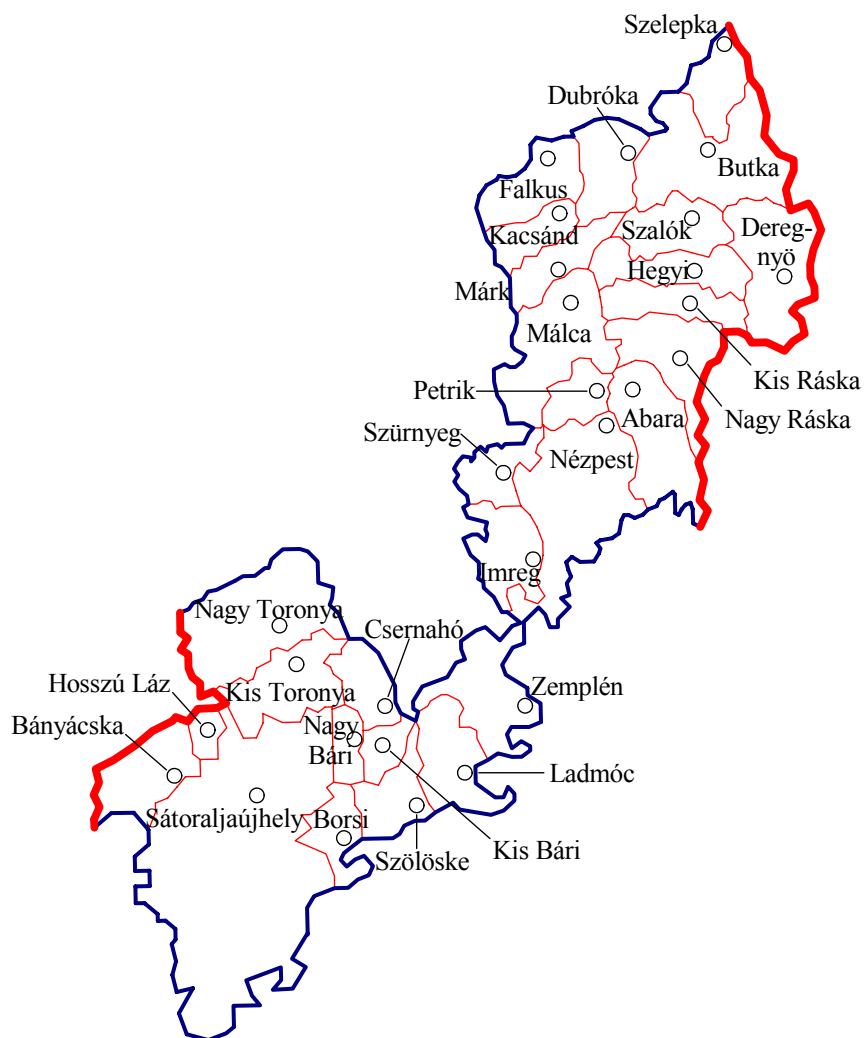 Szelepka
Dubróka
Butka
Falkus
Kacsánd
Szalók
Dereg-
nyö
Hegyi
Márk
Málca
Kis Ráska
Petrik
Abara
Nagy Ráska
Szürnyeg
Nézpest
Imreg
Nagy Toronya
Csernahó
Hosszú Láz
Kis Toronya
Zemplén
Bányácska
Nagy
Bári
Ladmóc
Sátoraljaújhely
Borsi
Kis Bári
Szölöske